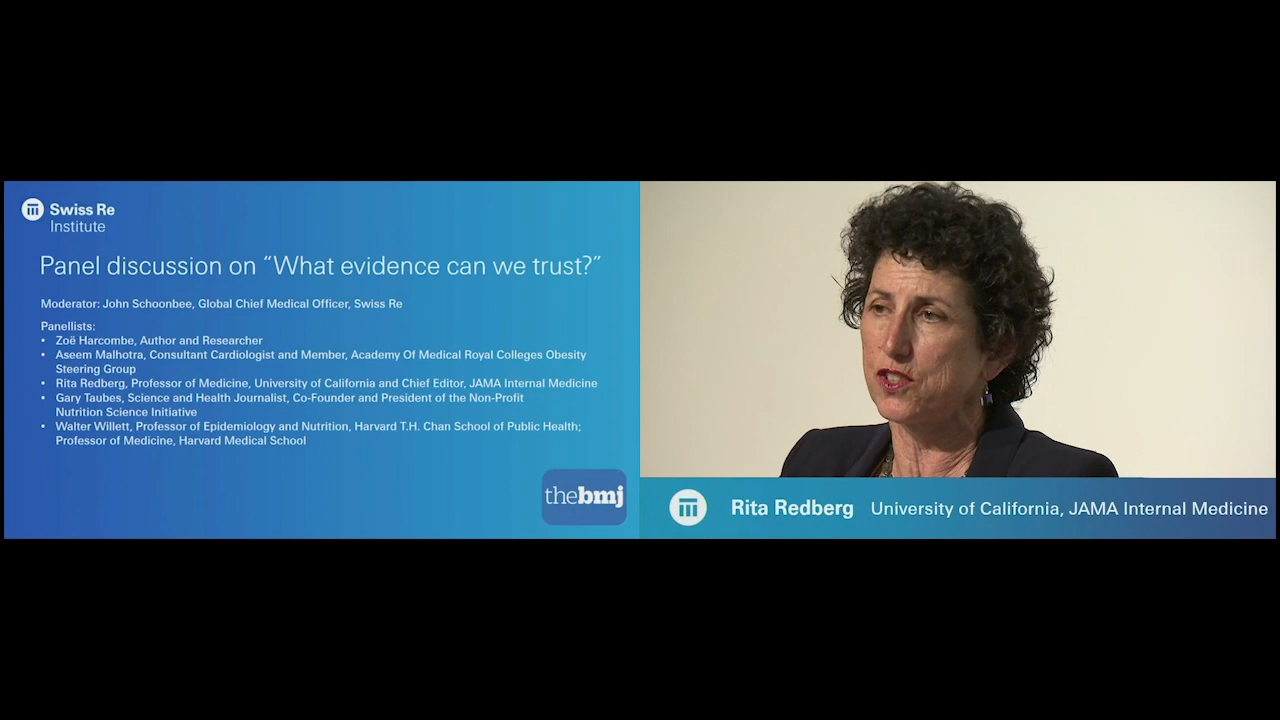 Swiss Re
Institute
Panel discussion on “What evidence can we trust?”
Moderator: John Schoonbee, Global Chief Medical Officer, Swiss Re
Panellists:
• Zoë Harcombe, Author and Researcher
• Aseem Malhotra, Consultant Cardiologist and Member, Academy Of Medical Royal Colleges Obesity
Steering Group
• Rita Redberg, Professor of Medicine, University of California and Chief Editor, JAMA Internal Medicine
• Gary Taubes, Science and Health Journalist, Co-Founder and President of the Non-Profit
Nutrition Science Initiative
• Walter Willett, Professor of Epidemiology and Nutrition, Harvard T.H. Chan School of Public Health;
Professor of Medicine, Harvard Medical School
thebmj
Rita Redberg University of California, JAMA Internal Medicine